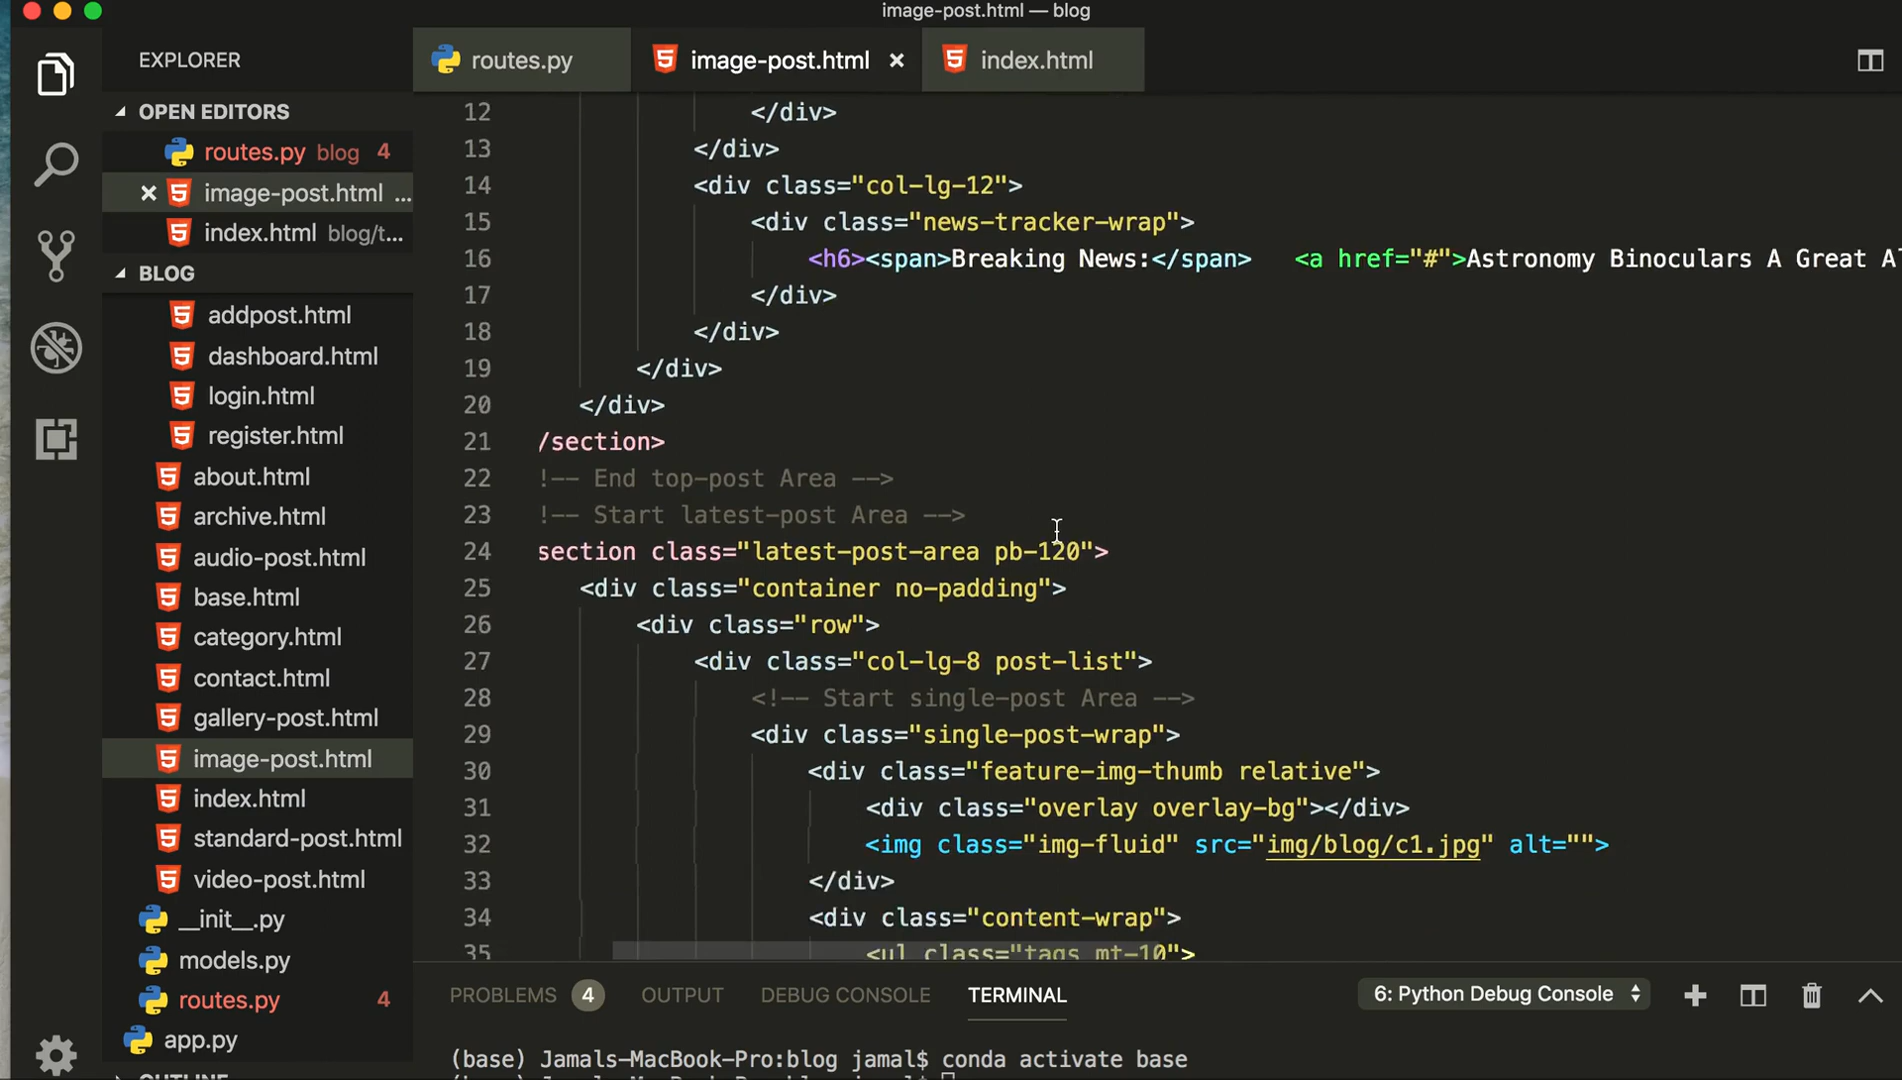 image-post.html — blog
EXPLORER
OPEN EDITORS
routes.py blog 4
image-post.html ...
index.html blog/t...
BLOG
addpost.html
dashboard.html
login.html
register.html
about.html
archive.html
audio-post.html
base.html
category.html
contact.html
gallery-post.html
image-post.html
index.html
standard-post.html
video-post.html
__init__.py
models.py
routes.py 4
app.py
routes.py
image-post.html
index.html
12 </div>
13 </div>
14 <div class="col-lg-12">
15 <div class="news-tracker-wrap">
16 <h6><span>Breaking News:</span> <a href="#">Astronomy Binoculars A Great
17 </div>
18 </div>
19 </div>
20 </div>
21 /section>
22 !-- End top-post Area -->
23 !-- Start latest-post Area -->
24 section class="latest-post-area pb-120">
25 <div class="container no-padding">
26 <div class="row">
27 <div class="col-lg-8 post-list">
28 <!-- Start single-post Area -->
29 <div class="single-post-wrap">
30 <div class="feature-img-thumb relative">
31 <div class="overlay overlay-bg"></div>
32 <img class="img-fluid" src="img/blog/c1.jpg" alt="">
33 </div>
34 <div class="content-wrap">
35 <ul class="tags mt-10">
PROBLEMS 4 OUTPUT DEBUG CONSOLE TERMINAL 6: Python Debug Console
(base) Jamals-MacBook-Pro:blog jamal$ conda activate base